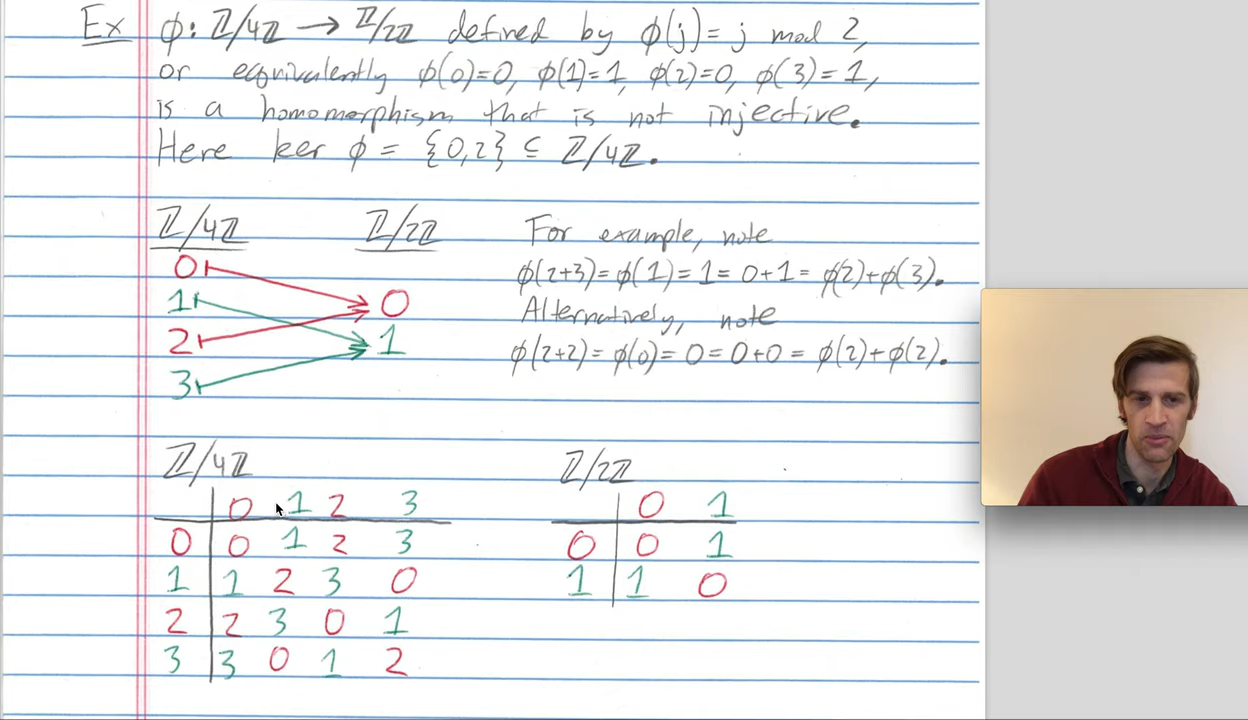 Ex φ: ℤ/4ℤ → ℤ/2ℤ defined by φ(j) = j mod 2,
or equivalently φ(0)=0, φ(1)=1, φ(2)=0, φ(3)=1,
is a homomorphism that is not injective.
Here ker φ = {0,2} ⊆ ℤ/4ℤ.
ℤ/4ℤ ℤ/2ℤ
0
1
2
3
0
1
For example, note
φ(2+3)=φ(1)=1=0+1=φ(2)+φ(3).
Alternatively, note
φ(2+2)=φ(0)=0=0+0=φ(2)+φ(2).
ℤ/4ℤ
0 1 2 3
0 0 1 2 3
1 1 2 3 0
2 2 3 0 1
3 3 0 1 2
ℤ/2ℤ
0 1
0 0 1
1 1 0